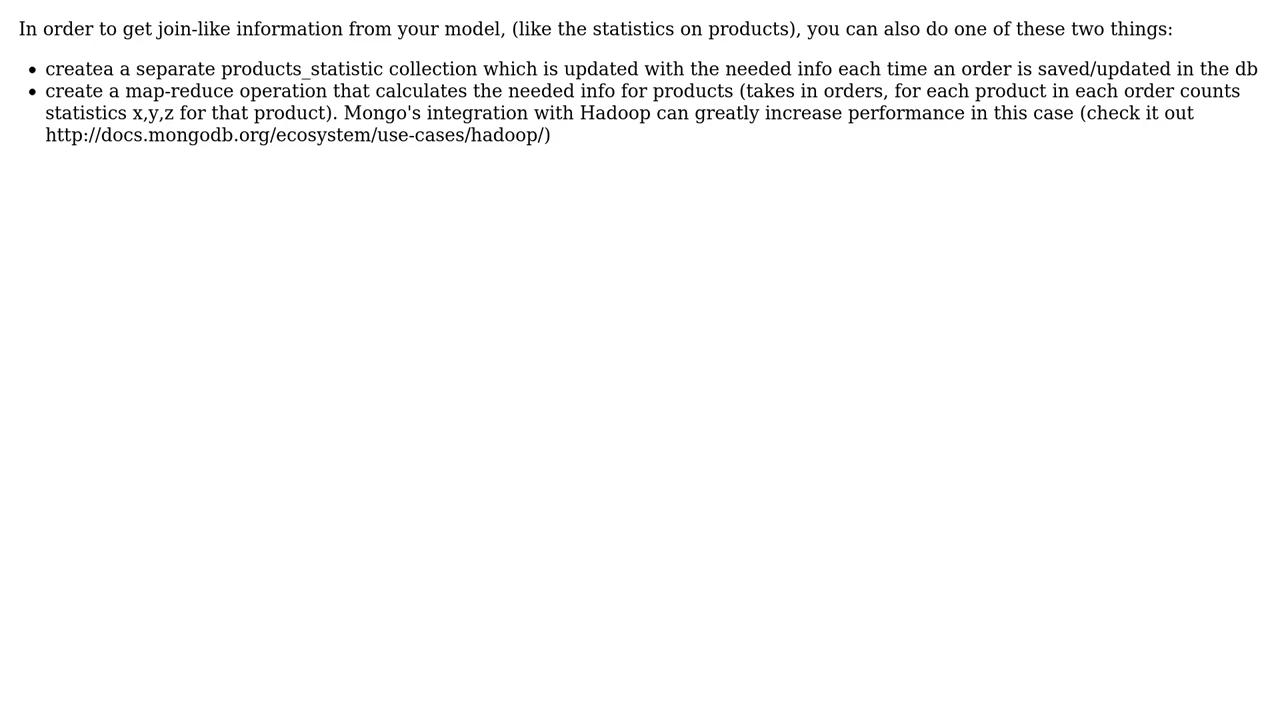 In order to get join-like information from your model, (like the statistics on products), you can also do one of these two things:
• createa a separate products_statistic collection which is updated with the needed info each time an order is saved/updated in the db
• create a map-reduce operation that calculates the needed info for products (takes in orders, for each product in each order counts
statistics x,y,z for that product). Mongo's integration with Hadoop can greatly increase performance in this case (check it out
http://docs.mongodb.org/ecosystem/use-cases/hadoop/)